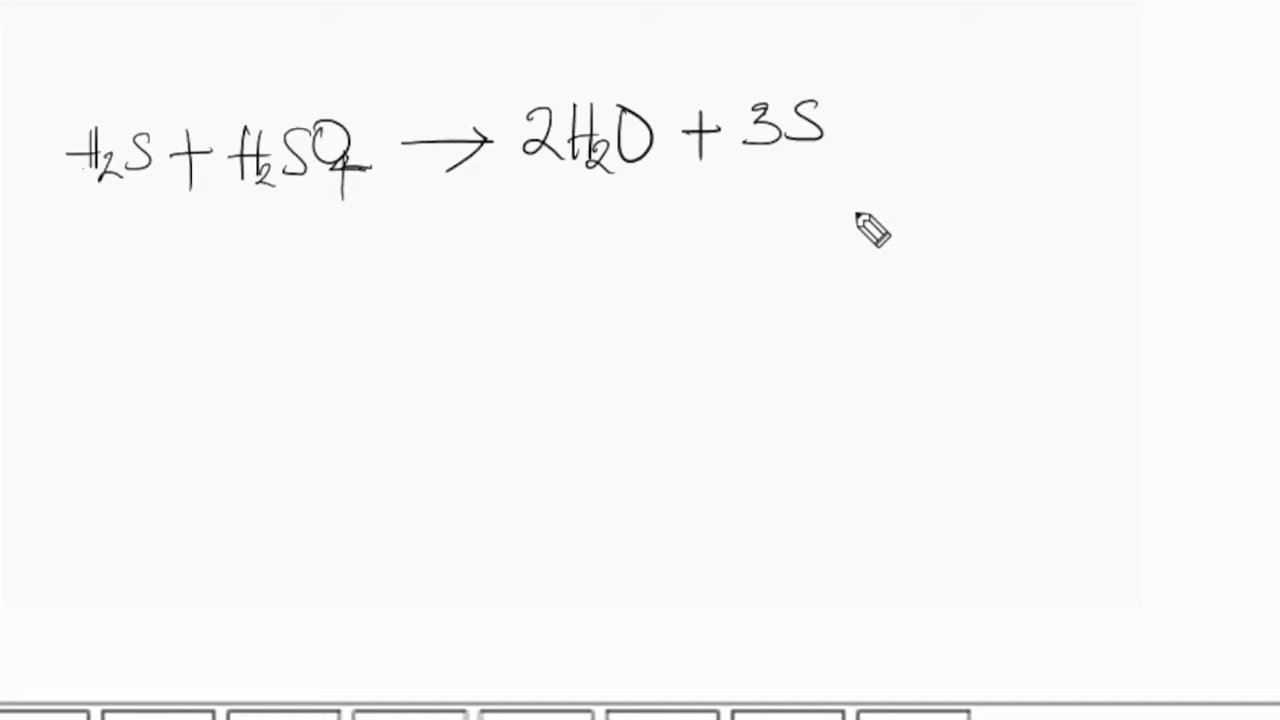 H₂S + H₂SO₄ → 2H₂O + 3S